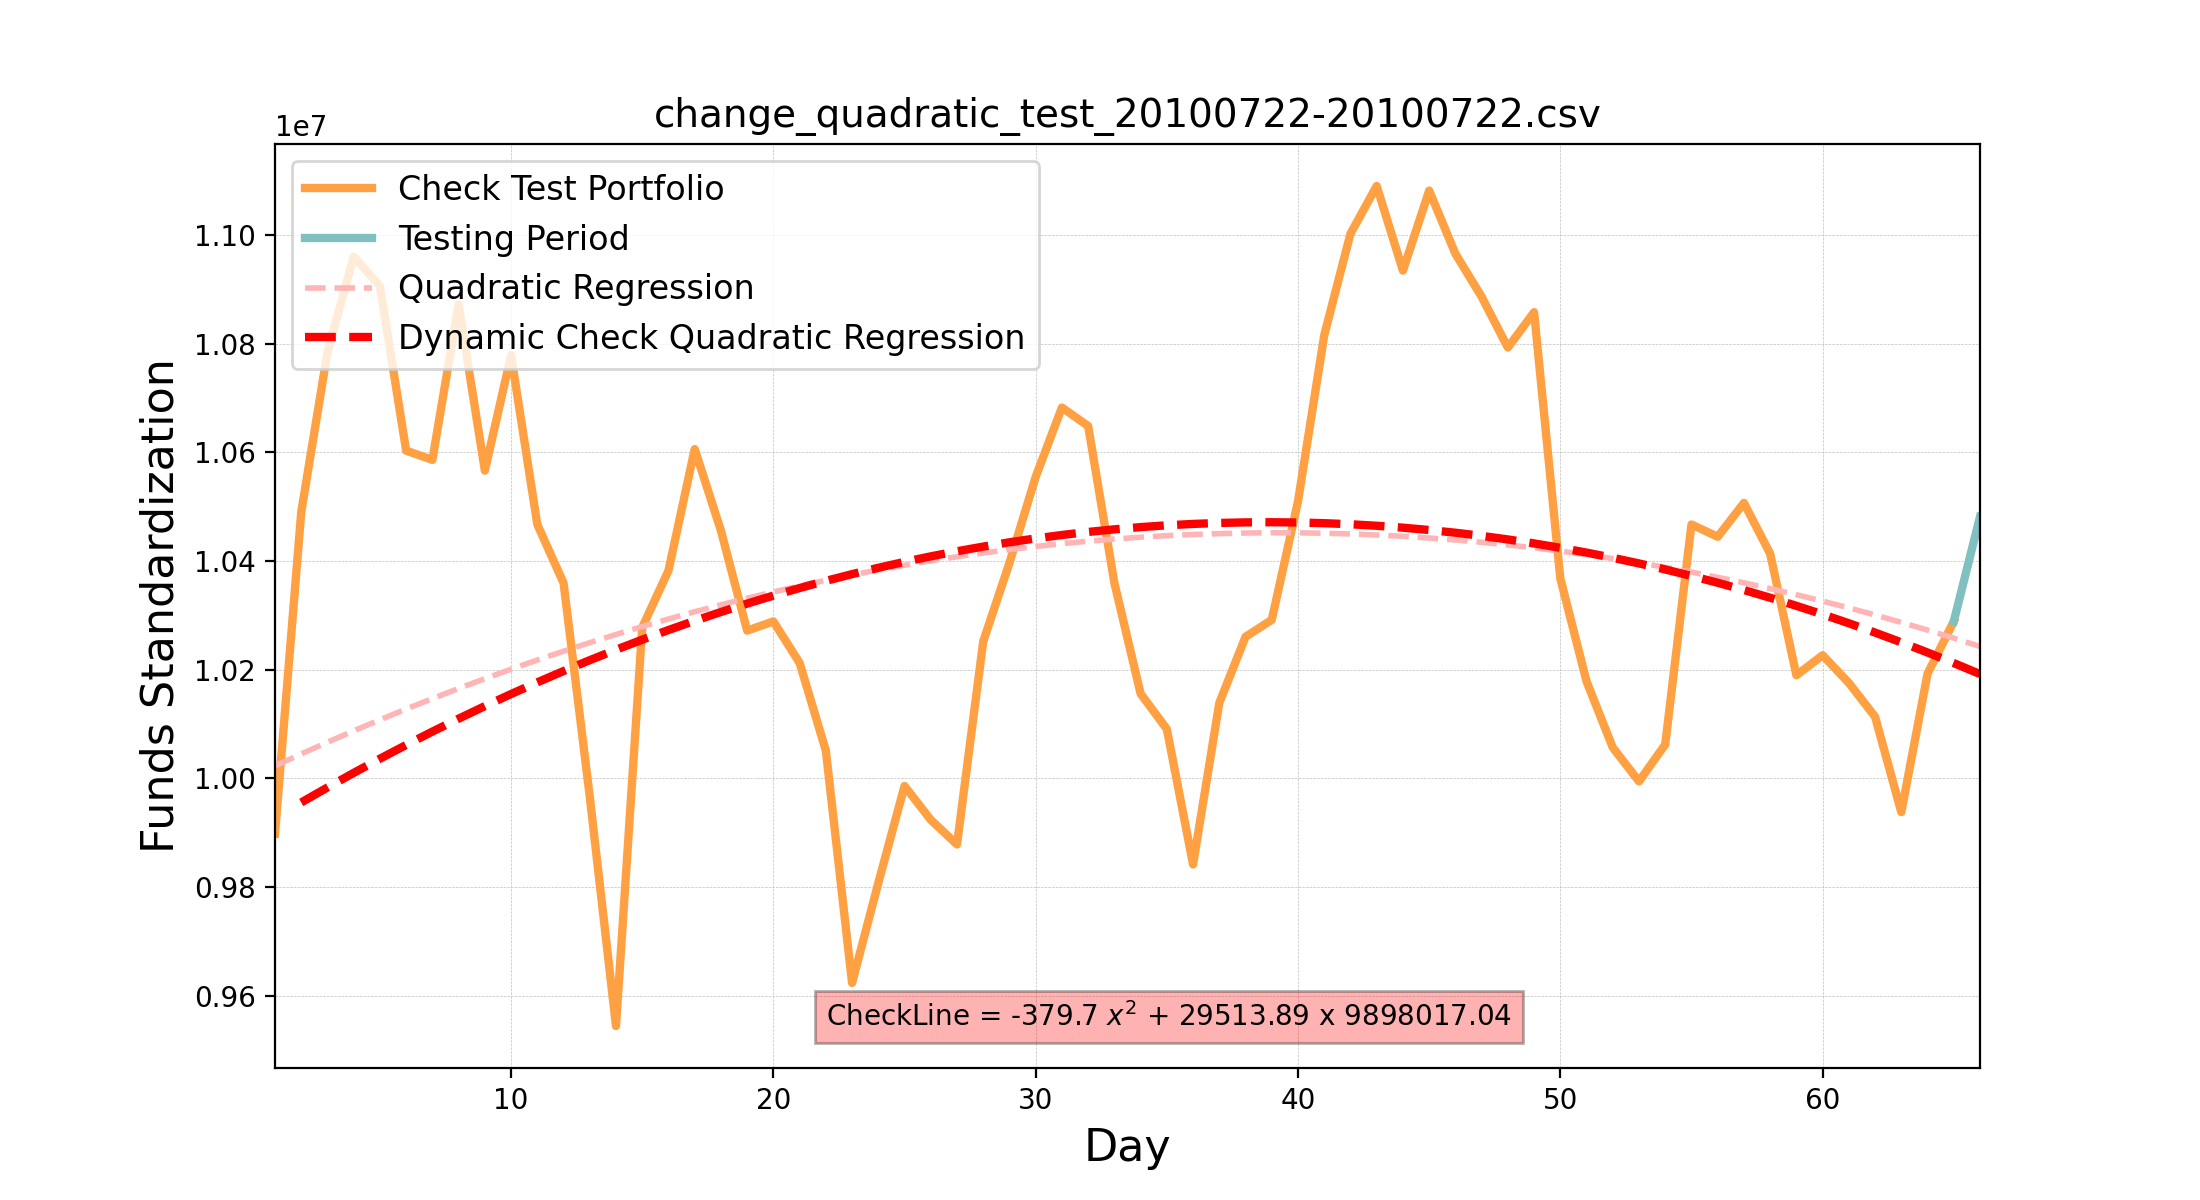 change_quadratic_test_20100722-20100722.csv
1e7
Check Test Portfolio
Testing Period
Quadratic Regression
Dynamic Check Quadratic Regression
1.10
1.08
1.06
1.04
1.02
1.00
0.98
0.96
Funds Standardization
CheckLine = -379.7 x² + 29513.89 x 9898017.04
10 20 30 40 50 60
Day